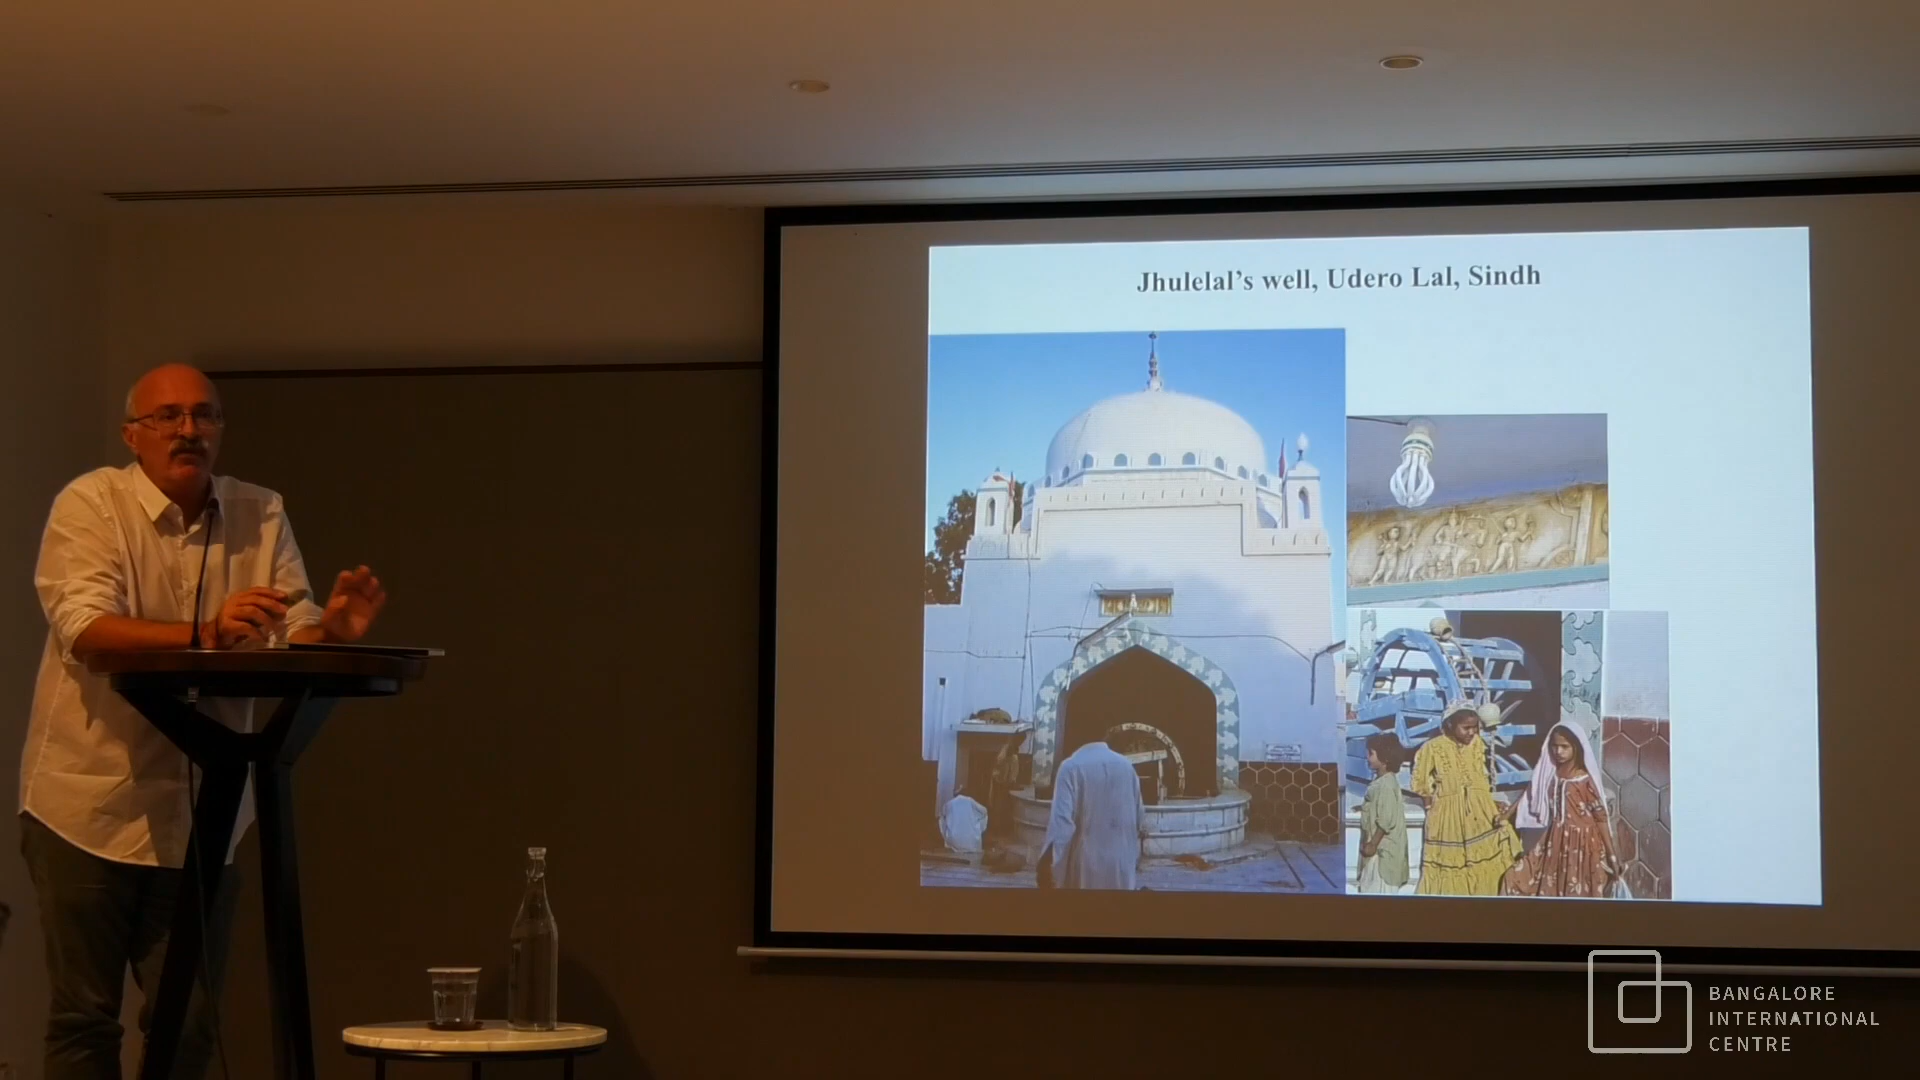 Jhulelal's well, Udero Lal, Sindh
BANGALORE
INTERNATIONAL
CENTRE